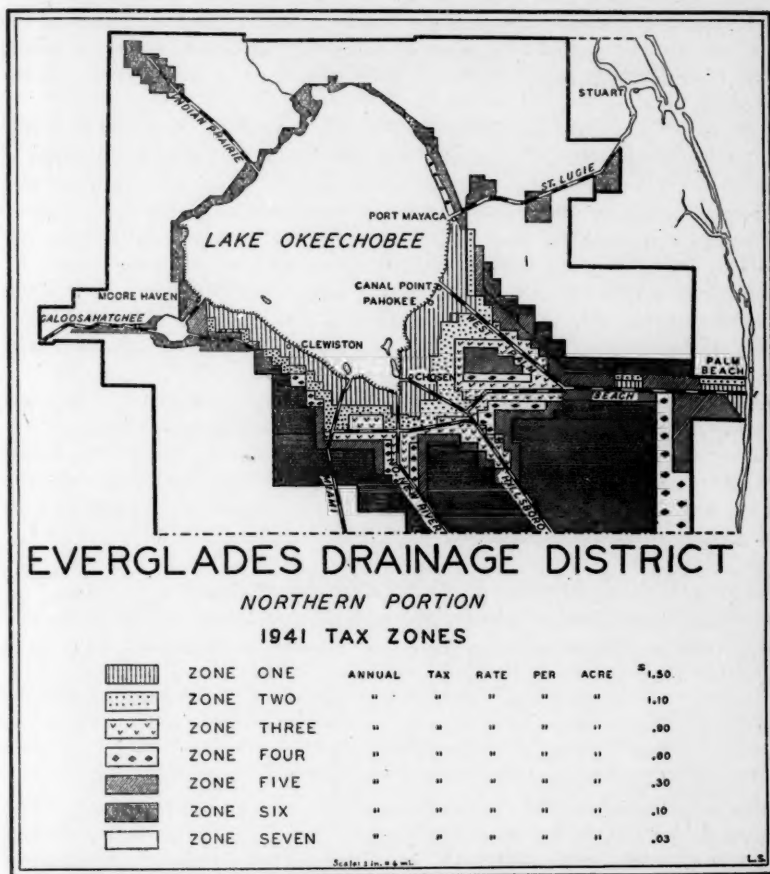 STUART
INDIAN PRAIRIE
ST. LUCIE
PORT MAYACA
LAKE OKEECHOBEE
CANAL POINT
PAHOKEE
MOORE HAVEN
CALOOSAHATCHEE
CLEWISTON
WEST PALM
PALM
BEACH
CHOSEN
BEACH
MIAMI
NEW RIVER
HILLSBORO
EVERGLADES DRAINAGE DISTRICT
NORTHERN PORTION
1941 TAX ZONES
ZONE ONE ANNUAL TAX RATE PER ACRE $1.50
ZONE TWO " " " " " 1.10
ZONE THREE " " " " " .90
ZONE FOUR " " " " " .60
ZONE FIVE " " " " " .30
ZONE SIX " " " " " .10
ZONE SEVEN " " " " " .03
L.S.